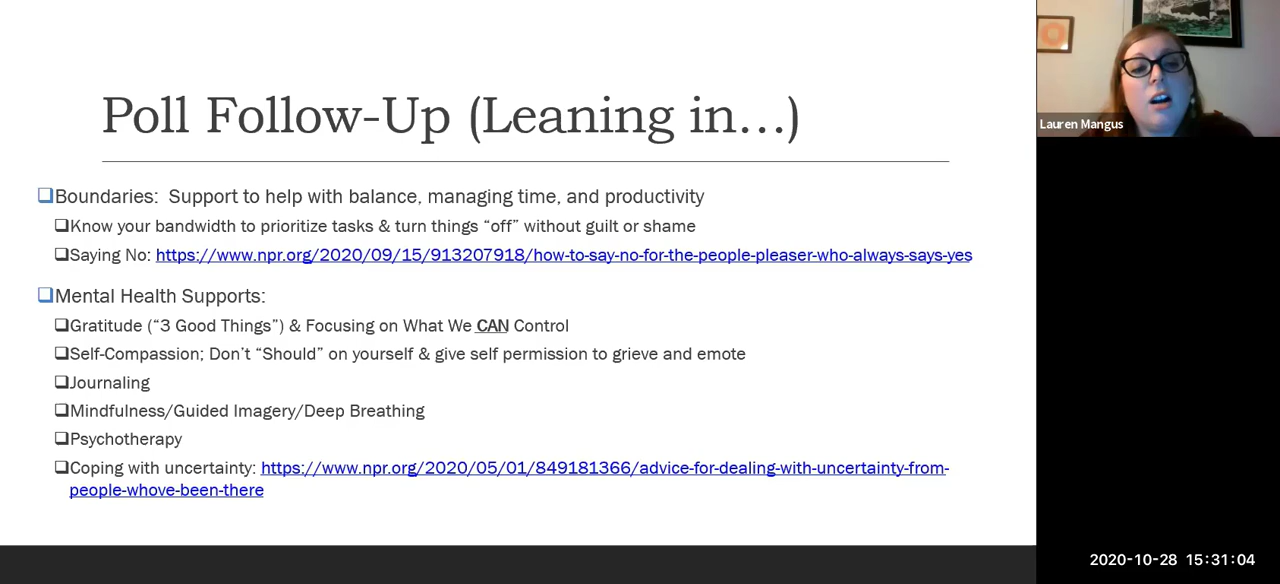 Poll Follow-Up (Leaning in…)
❑Boundaries:  Support to help with balance, managing time, and productivity
❑Know your bandwidth to prioritize tasks & turn things “off” without guilt or shame
❑Saying No: https://www.npr.org/2020/09/15/913207918/how-to-say-no-for-the-people-pleaser-who-always-says-yes
❑Mental Health Supports:
❑Gratitude (“3 Good Things”) & Focusing on What We CAN Control
❑Self-Compassion; Don’t “Should” on yourself & give self permission to grieve and emote
❑Journaling
❑Mindfulness/Guided Imagery/Deep Breathing
❑Psychotherapy
❑Coping with uncertainty: https://www.npr.org/2020/05/01/849181366/advice-for-dealing-with-uncertainty-from-
people-whove-been-there
Lauren Mangus
2020-10-28 15:31:04